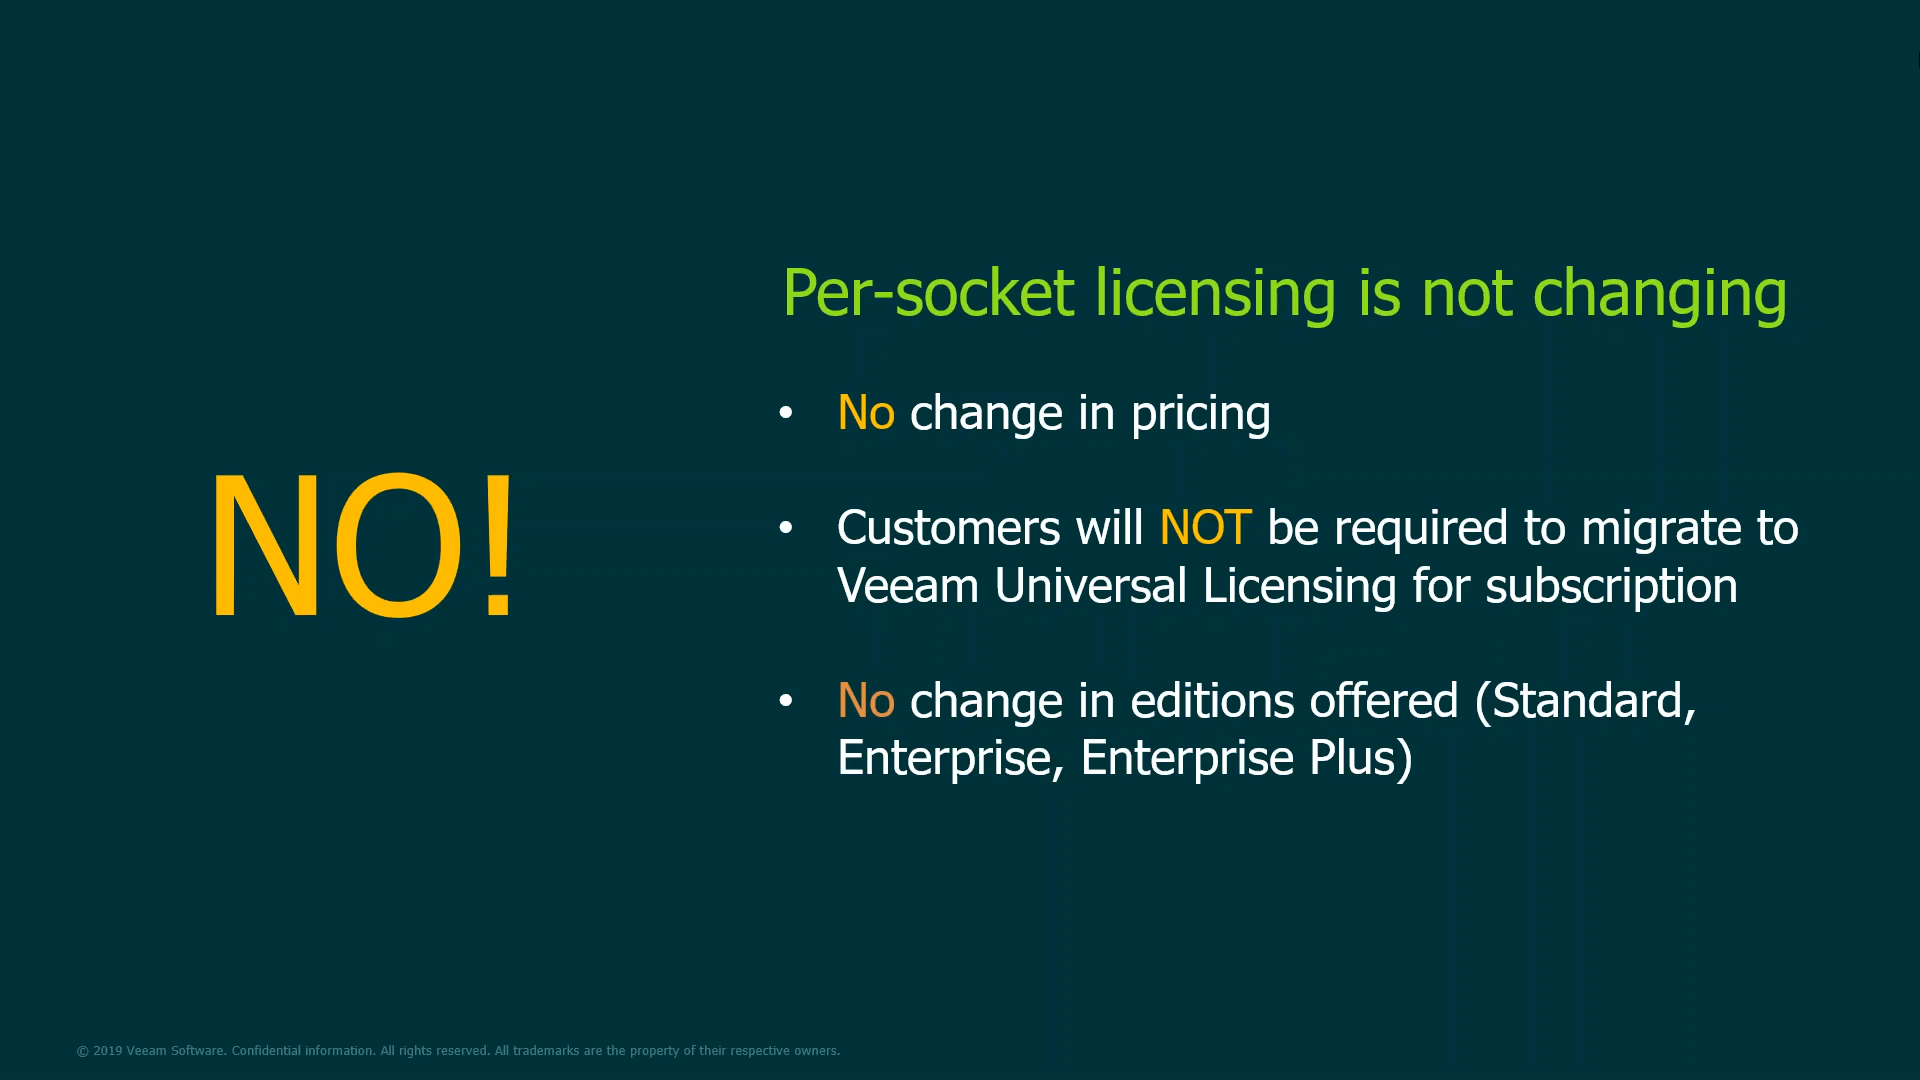 NO!
Per-socket licensing is not changing
• No change in pricing
• Customers will NOT be required to migrate to
Veeam Universal Licensing for subscription
• No change in editions offered (Standard,
Enterprise, Enterprise Plus)
© 2019 Veeam Software. Confidential information. All rights reserved. All trademarks are the property of their respective owners.